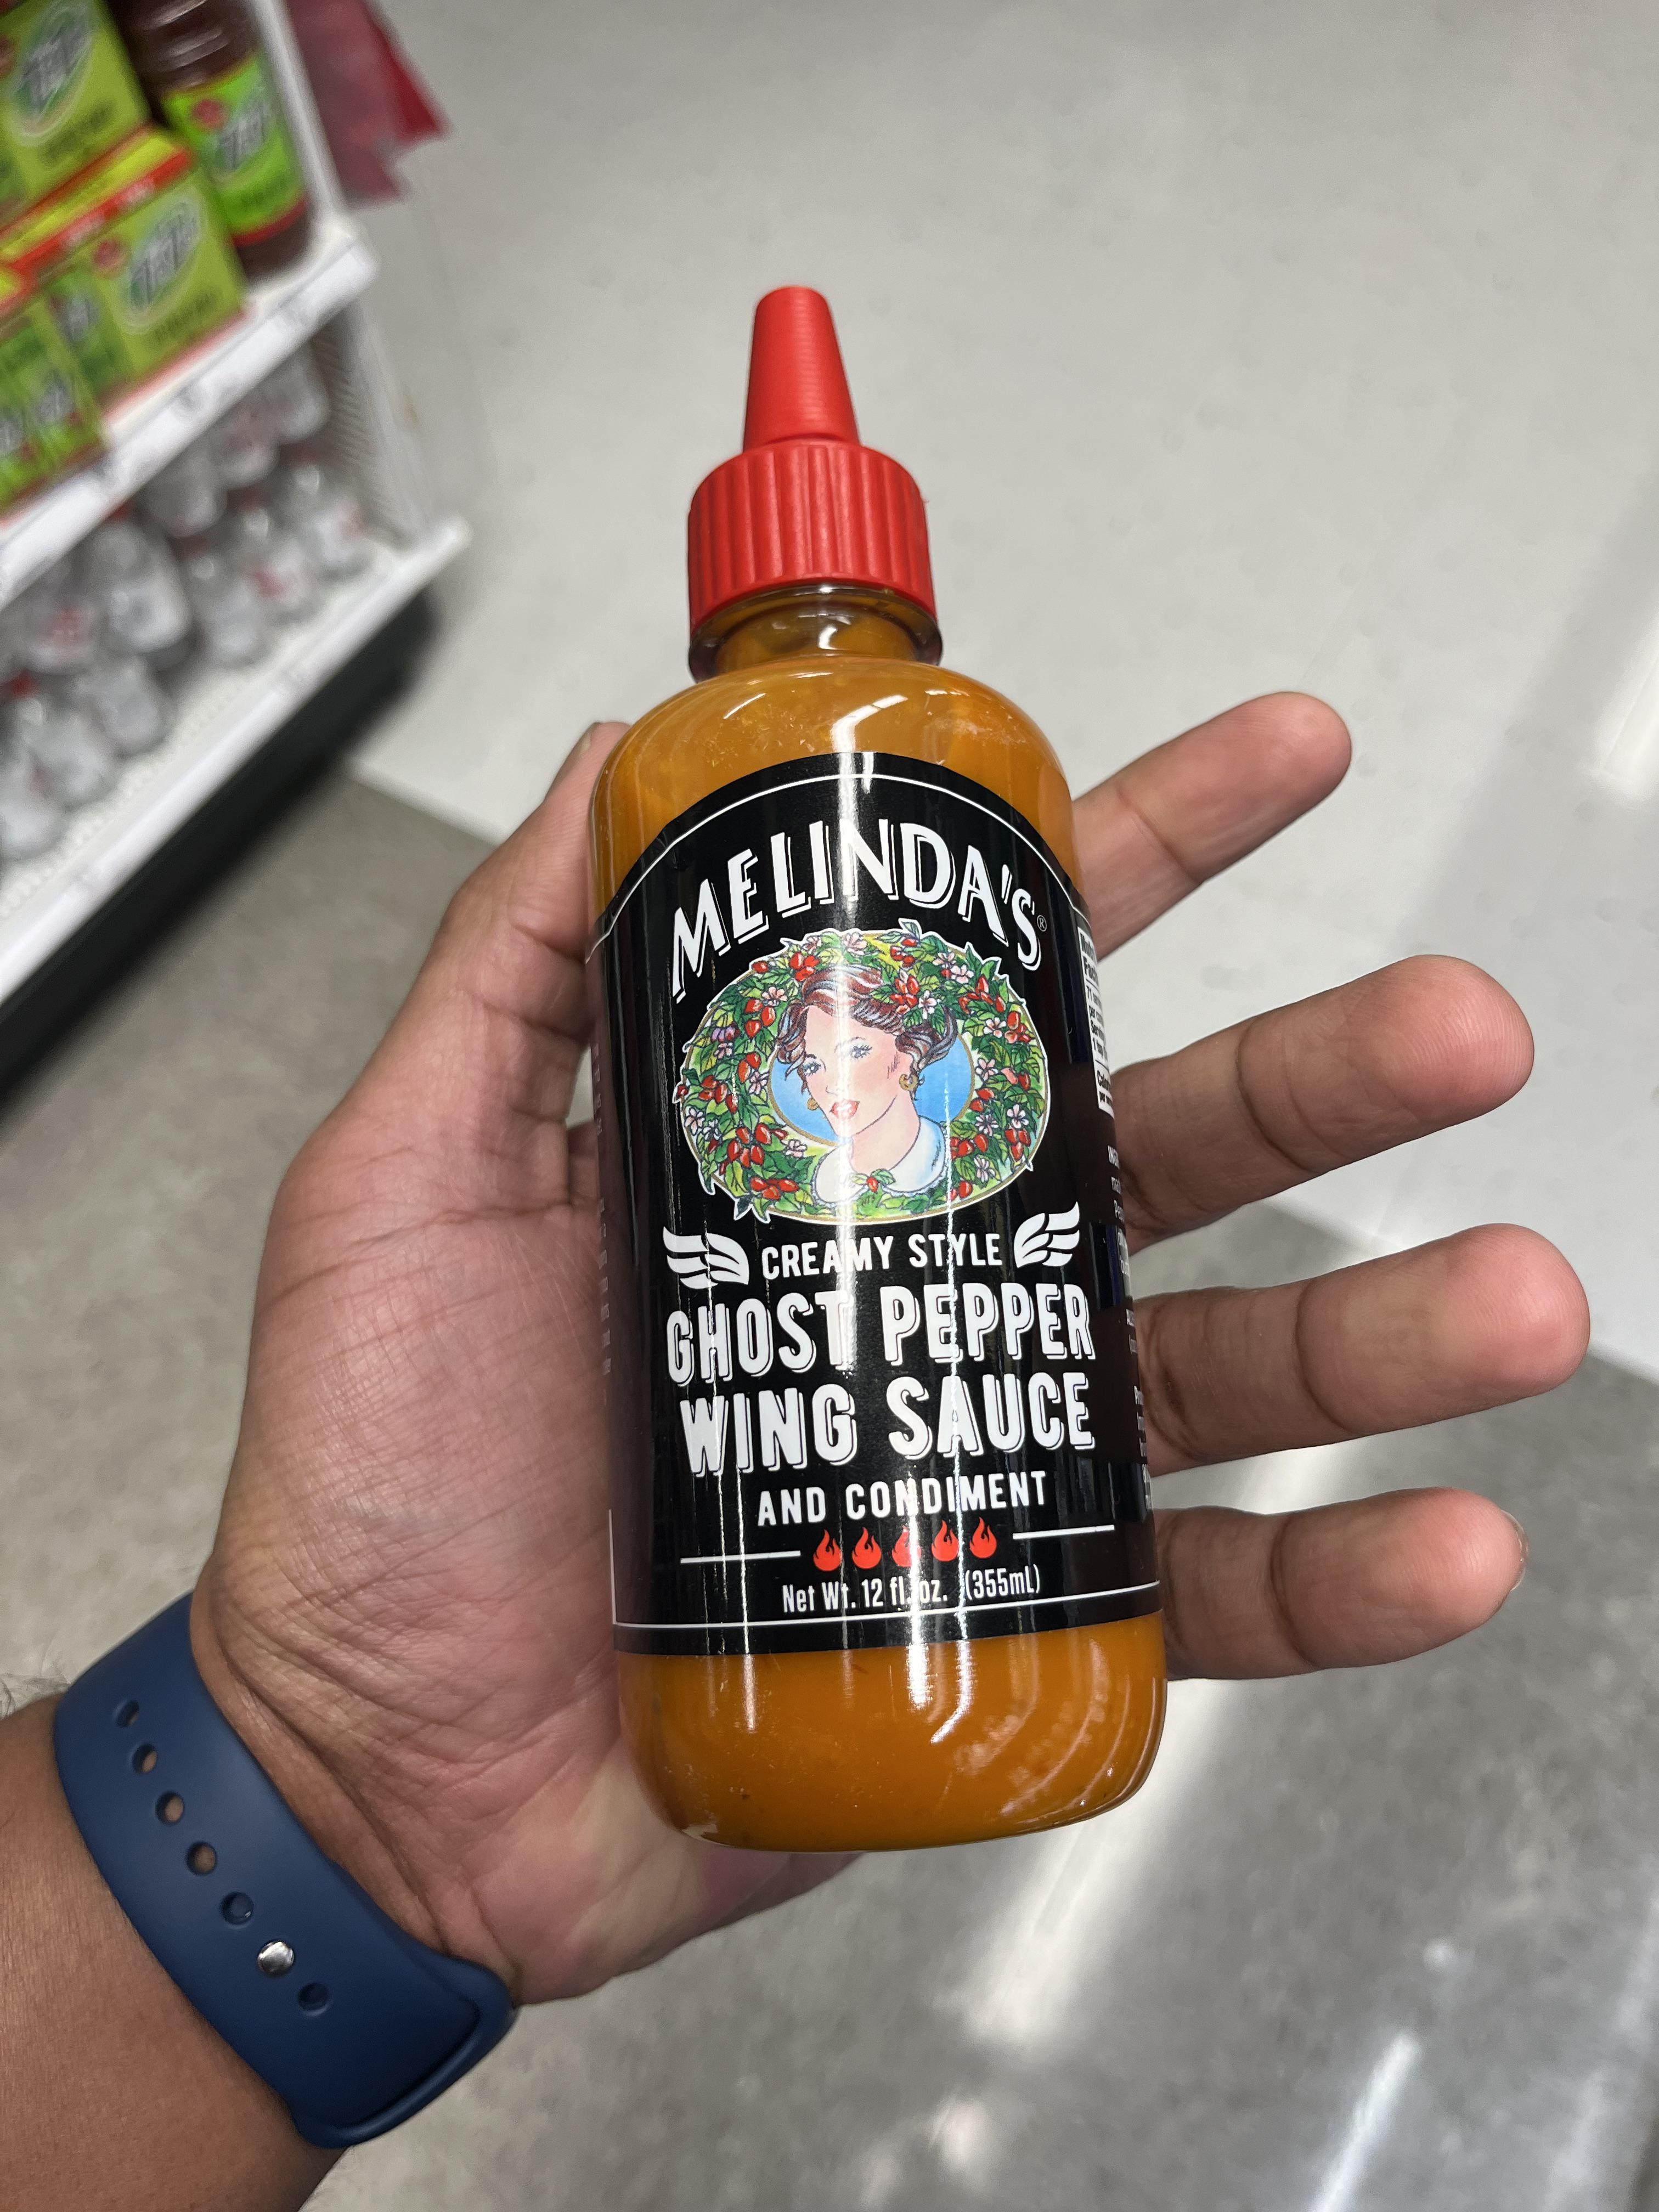 MELINDA'S®
CREAMY STYLE
GHOST PEPPER
WING SAUCE
AND CONDIMENT
Net Wt. 12 fl. oz. (355mL)